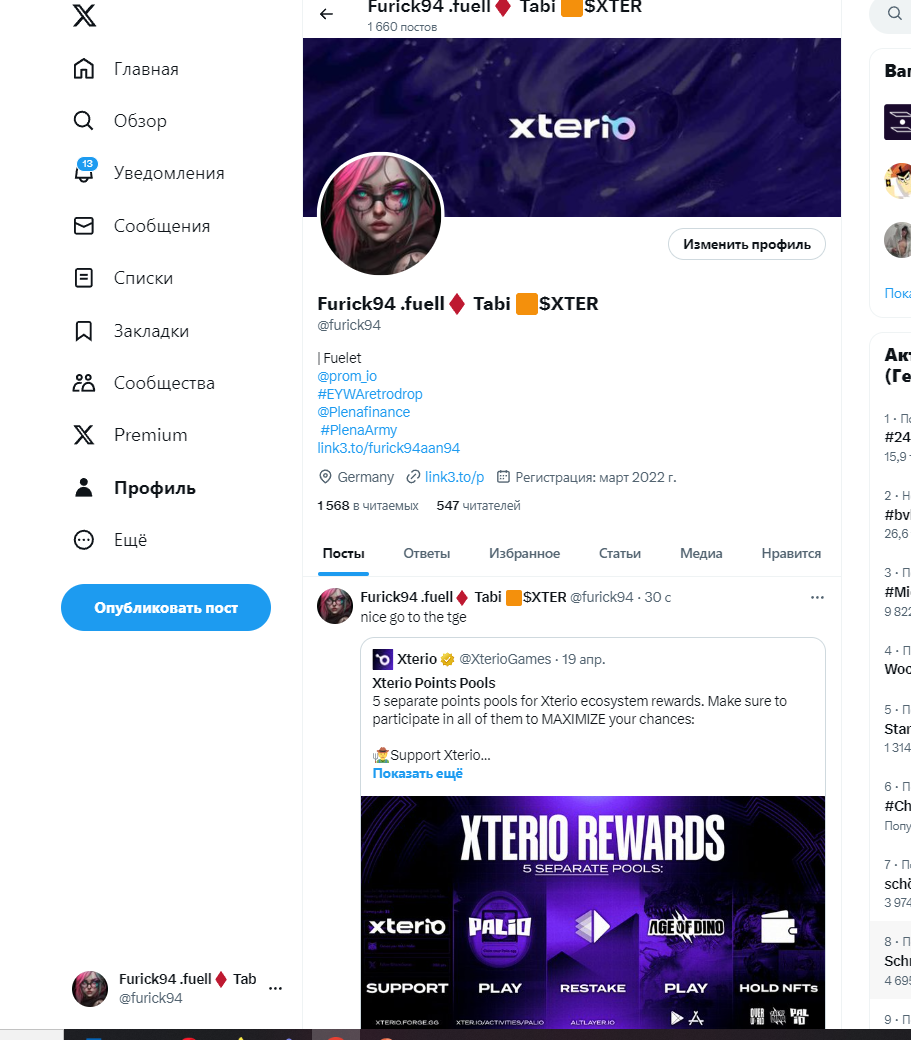 Furick94 .fuell Tabi $XTER
1 660 постов
Главная
Обзор
13
Уведомления
Сообщения
Списки
Закладки
Сообщества
Premium
Профиль
Ещё
Опубликовать пост
Furick94 .fuell Tab
@furick94
xterio
Изменить профиль
Furick94 .fuell Tabi $XTER
@furick94
| Fuelet
@prom_io
#EYWAretrodrop
@Plenafinance
#PlenaArmy
link3.to/furick94aan94
Germany link3.to/p Регистрация: март 2022 г.
1 568 в читаемых 547 читателей
Посты Ответы Избранное Статьи Медиа Нравится
Furick94 .fuell Tabi $XTER @furick94 · 30 с
nice go to the tge
Xterio @XterioGames · 19 апр.
Xterio Points Pools
5 separate points pools for Xterio ecosystem rewards. Make sure to
participate in all of them to MAXIMIZE your chances:
Support Xterio...
Показать ещё
XTERIO REWARDS
5 SEPARATE POOLS:
xterio PALIO AGE OF DINO
SUPPORT PLAY RESTAKE PLAY HOLD NFTs
XTERIO.FORGE.GG XTER.IO/ACTIVITIES/PALIO ALTLAYER.IO
Пока
(Ге
1 · П
#24
15,9
2 · Н
#bv
26,6
3 · П
#Mi
9 822
4 · П
Woo
5 · П
Star
1 314
6 · П
#Ch
Попу
7 · П
schö
3 974
8 · П
Schr
4 695
9 · П